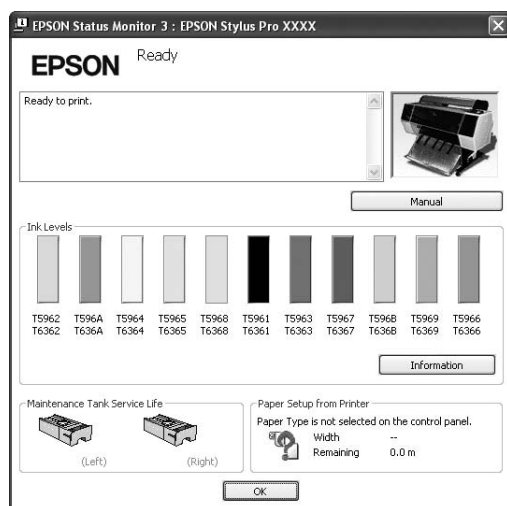 EPSON Status Monitor 3 : EPSON Stylus Pro XXXX
EPSON
Ready
Ready to print.
Manual
Ink Levels
T5962 T596A T5964 T5965 T5968 T5961 T5963 T5967 T596B T5969 T5966
T6362 T636A T6364 T6365 T6368 T6361 T6363 T6367 T636B T6369 T6366
Information
Maintenance Tank Service Life
(Left) (Right)
Paper Setup from Printer
Paper Type is not selected on the control panel.
Width --
Remaining 0.0 m
OK